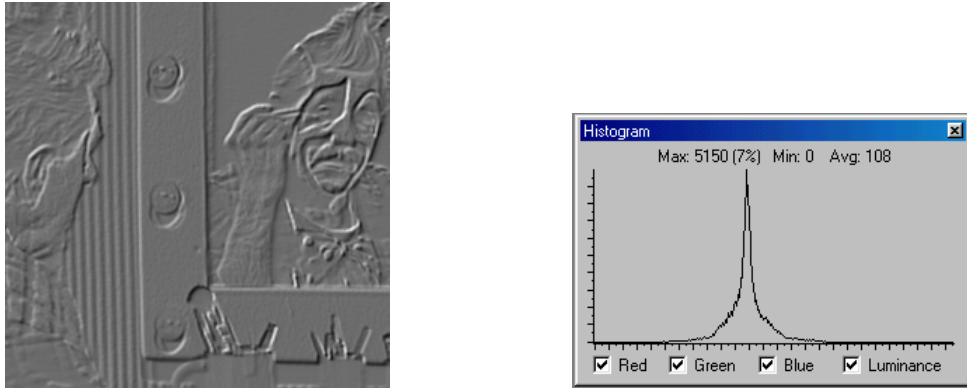 Histogram
Max: 5150 (7%) Min: 0 Avg: 108
Red Green Blue Luminance